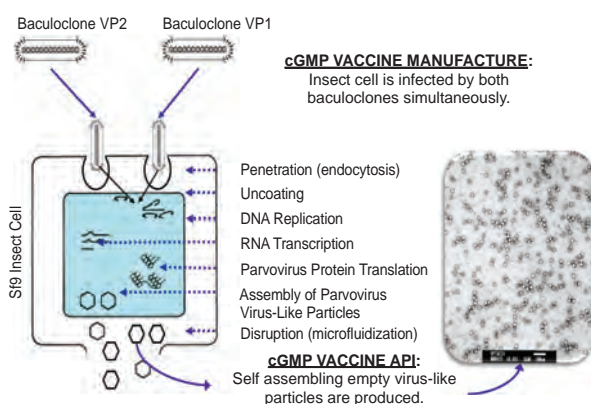 Baculoclone VP2
Baculoclone VP1
cGMP VACCINE MANUFACTURE:
Insect cell is infected by both
baculoclones simultaneously.
Sf9 Insect Cell
Penetration (endocytosis)
Uncoating
DNA Replication
RNA Transcription
Parvovirus Protein Translation
Assembly of Parvovirus
Virus-Like Particles
Disruption (microfluidization)
cGMP VACCINE API:
Self assembling empty virus-like
particles are produced.